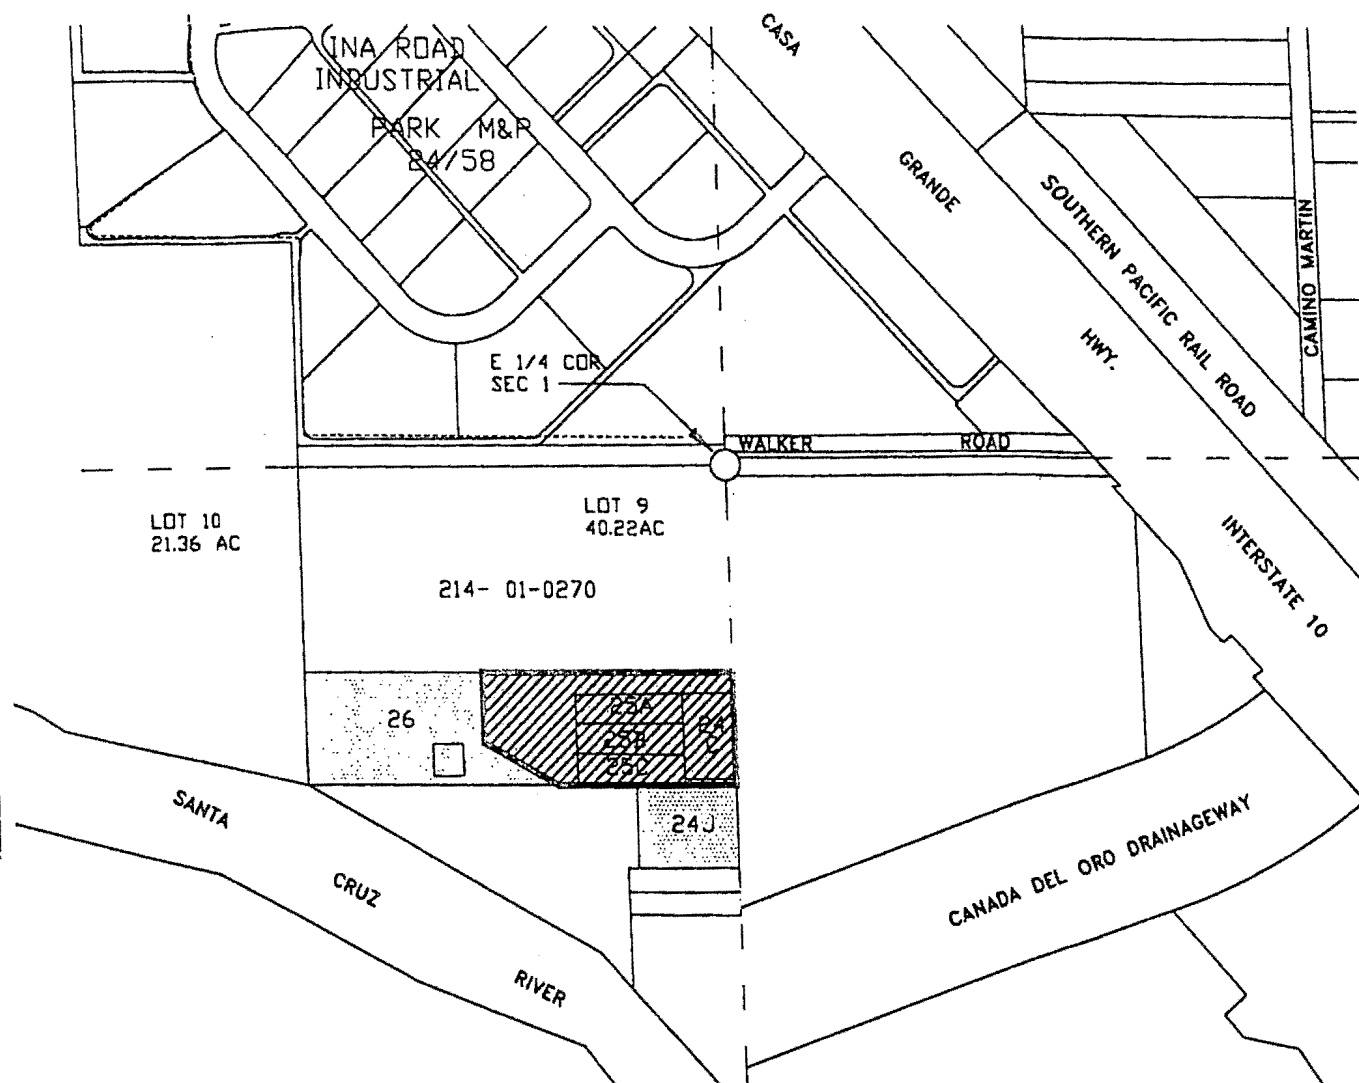 INA ROAD
INDUSTRIAL
PARK M&P
24/58
CASA
GRANDE
HWY.
SOUTHERN PACIFIC RAIL ROAD
CAMINO MARTIN
E 1/4 COR
SEC 1
WALKER ROAD
LOT 10
21.36 AC
LOT 9
40.22AC
INTERSTATE 10
214- 01-0270
26
25A
25B
25C
24
24J
SANTA
CRUZ
RIVER
CANADA DEL ORO DRAINAGEWAY